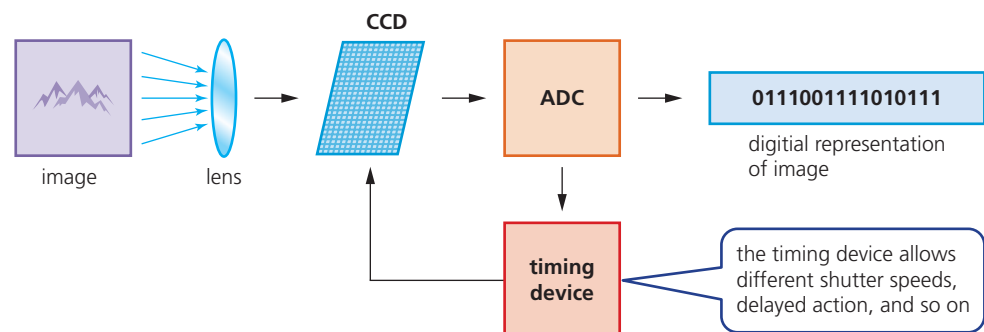 CCD
ADC
0111001111010111
image
lens
digitial representation
of image
timing
device
the timing device allows
different shutter speeds,
delayed action, and so on